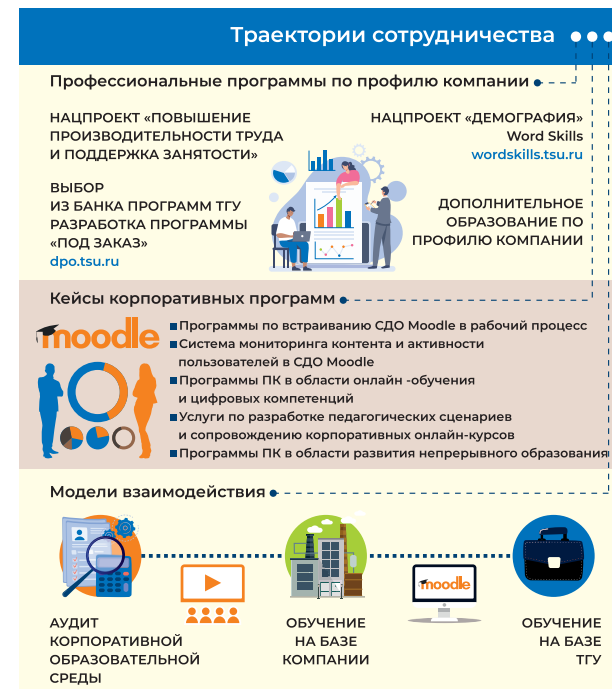 Траектории сотрудничества
Профессиональные программы по профилю компании
НАЦПРОЕКТ «ПОВЫШЕНИЕ
ПРОИЗВОДИТЕЛЬНОСТИ ТРУДА
И ПОДДЕРЖКА ЗАНЯТОСТИ»
НАЦПРОЕКТ «ДЕМОГРАФИЯ»
Word Skills
wordskills.tsu.ru
ВЫБОР
ИЗ БАНКА ПРОГРАММ ТГУ
РАЗРАБОТКА ПРОГРАММЫ
«ПОД ЗАКАЗ»
dpo.tsu.ru
ДОПОЛНИТЕЛЬНОЕ
ОБРАЗОВАНИЕ ПО
ПРОФИЛЮ КОМПАНИИ
Кейсы корпоративных программ
moodle
Программы по встраиванию СДО Moodle в рабочий процесс
Система мониторинга контента и активности
пользователей в СДО Moodle
Программы ПК в области онлайн -обучения
и цифровых компетенций
Услуги по разработке педагогических сценариев
и сопровождению корпоративных онлайн-курсов
Программы ПК в области развития непрерывного образования
Модели взаимодействия
moodle
АУДИТ
КОРПОРАТИВНОЙ
ОБРАЗОВАТЕЛЬНОЙ
СРЕДЫ
ОБУЧЕНИЕ
НА БАЗЕ
КОМПАНИИ
ОБУЧЕНИЕ
НА БАЗЕ
ТГУ